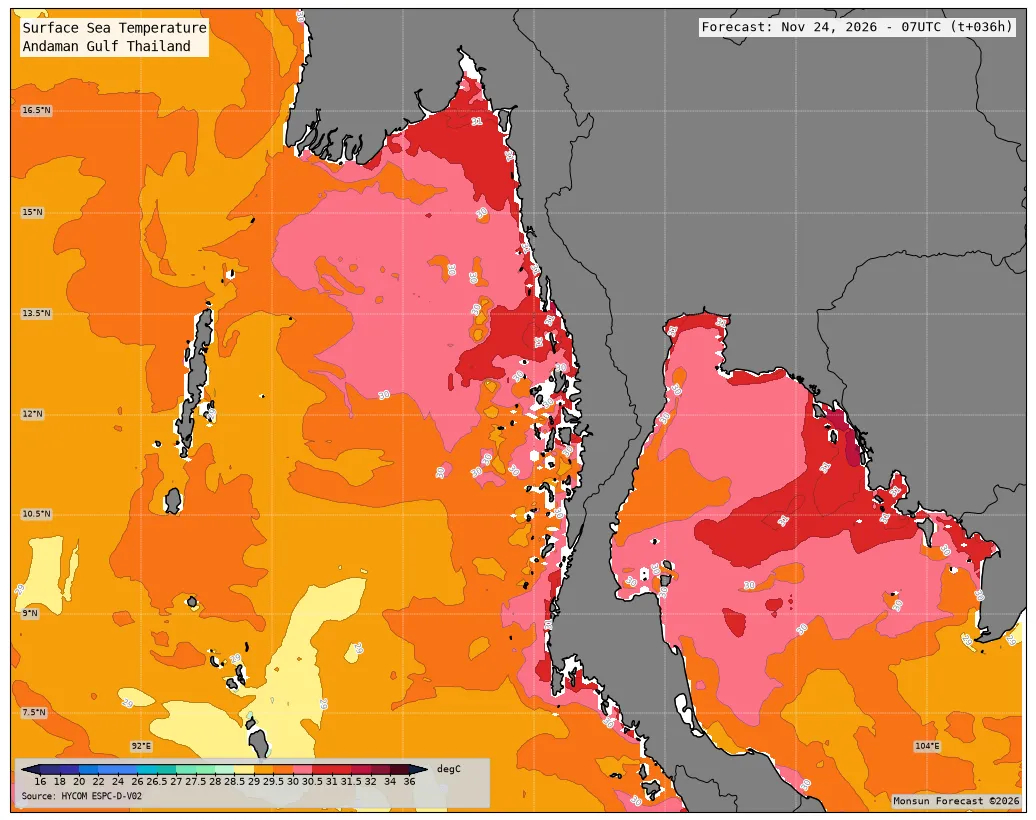 Surface Sea Temperature
Andaman Gulf Thailand
Forecast: Nov 24, 2026 - 07UTC (t+036h)
16.5°N
15°N
13.5°N
12°N
10.5°N
9°N
7.5°N
92°E
104°E
degC
16 18 20 22 24 26 26.5 27 27.5 28 28.5 29 29.5 30 30.5 31 31.5 32 34 36
Source: HYCOM ESPC-D-V02
Monsun Forecast ©2026